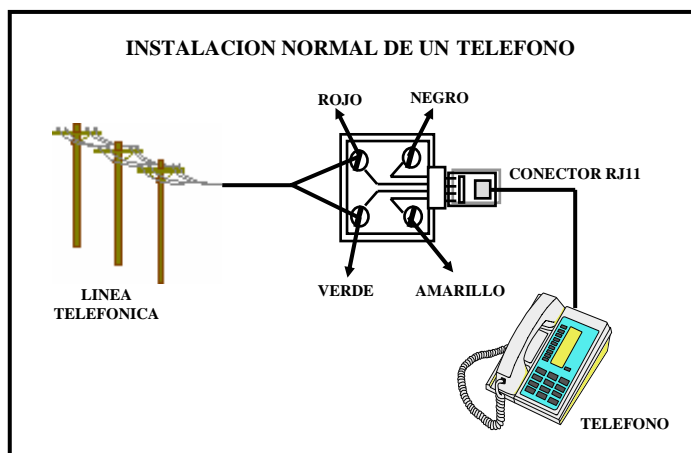 INSTALACION NORMAL DE UN TELEFONO
ROJO
NEGRO
CONECTOR RJ11
VERDE
AMARILLO
LINEA
TELEFONICA
TELEFONO